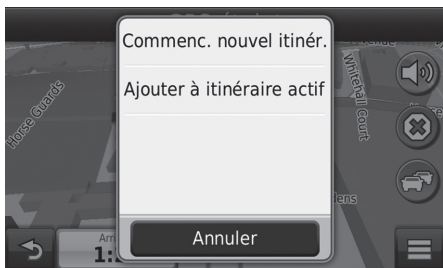 Commenc. nouvel itinér.
Ajouter à itinéraire actif
Horse Guards
Whitehall Court
Annuler